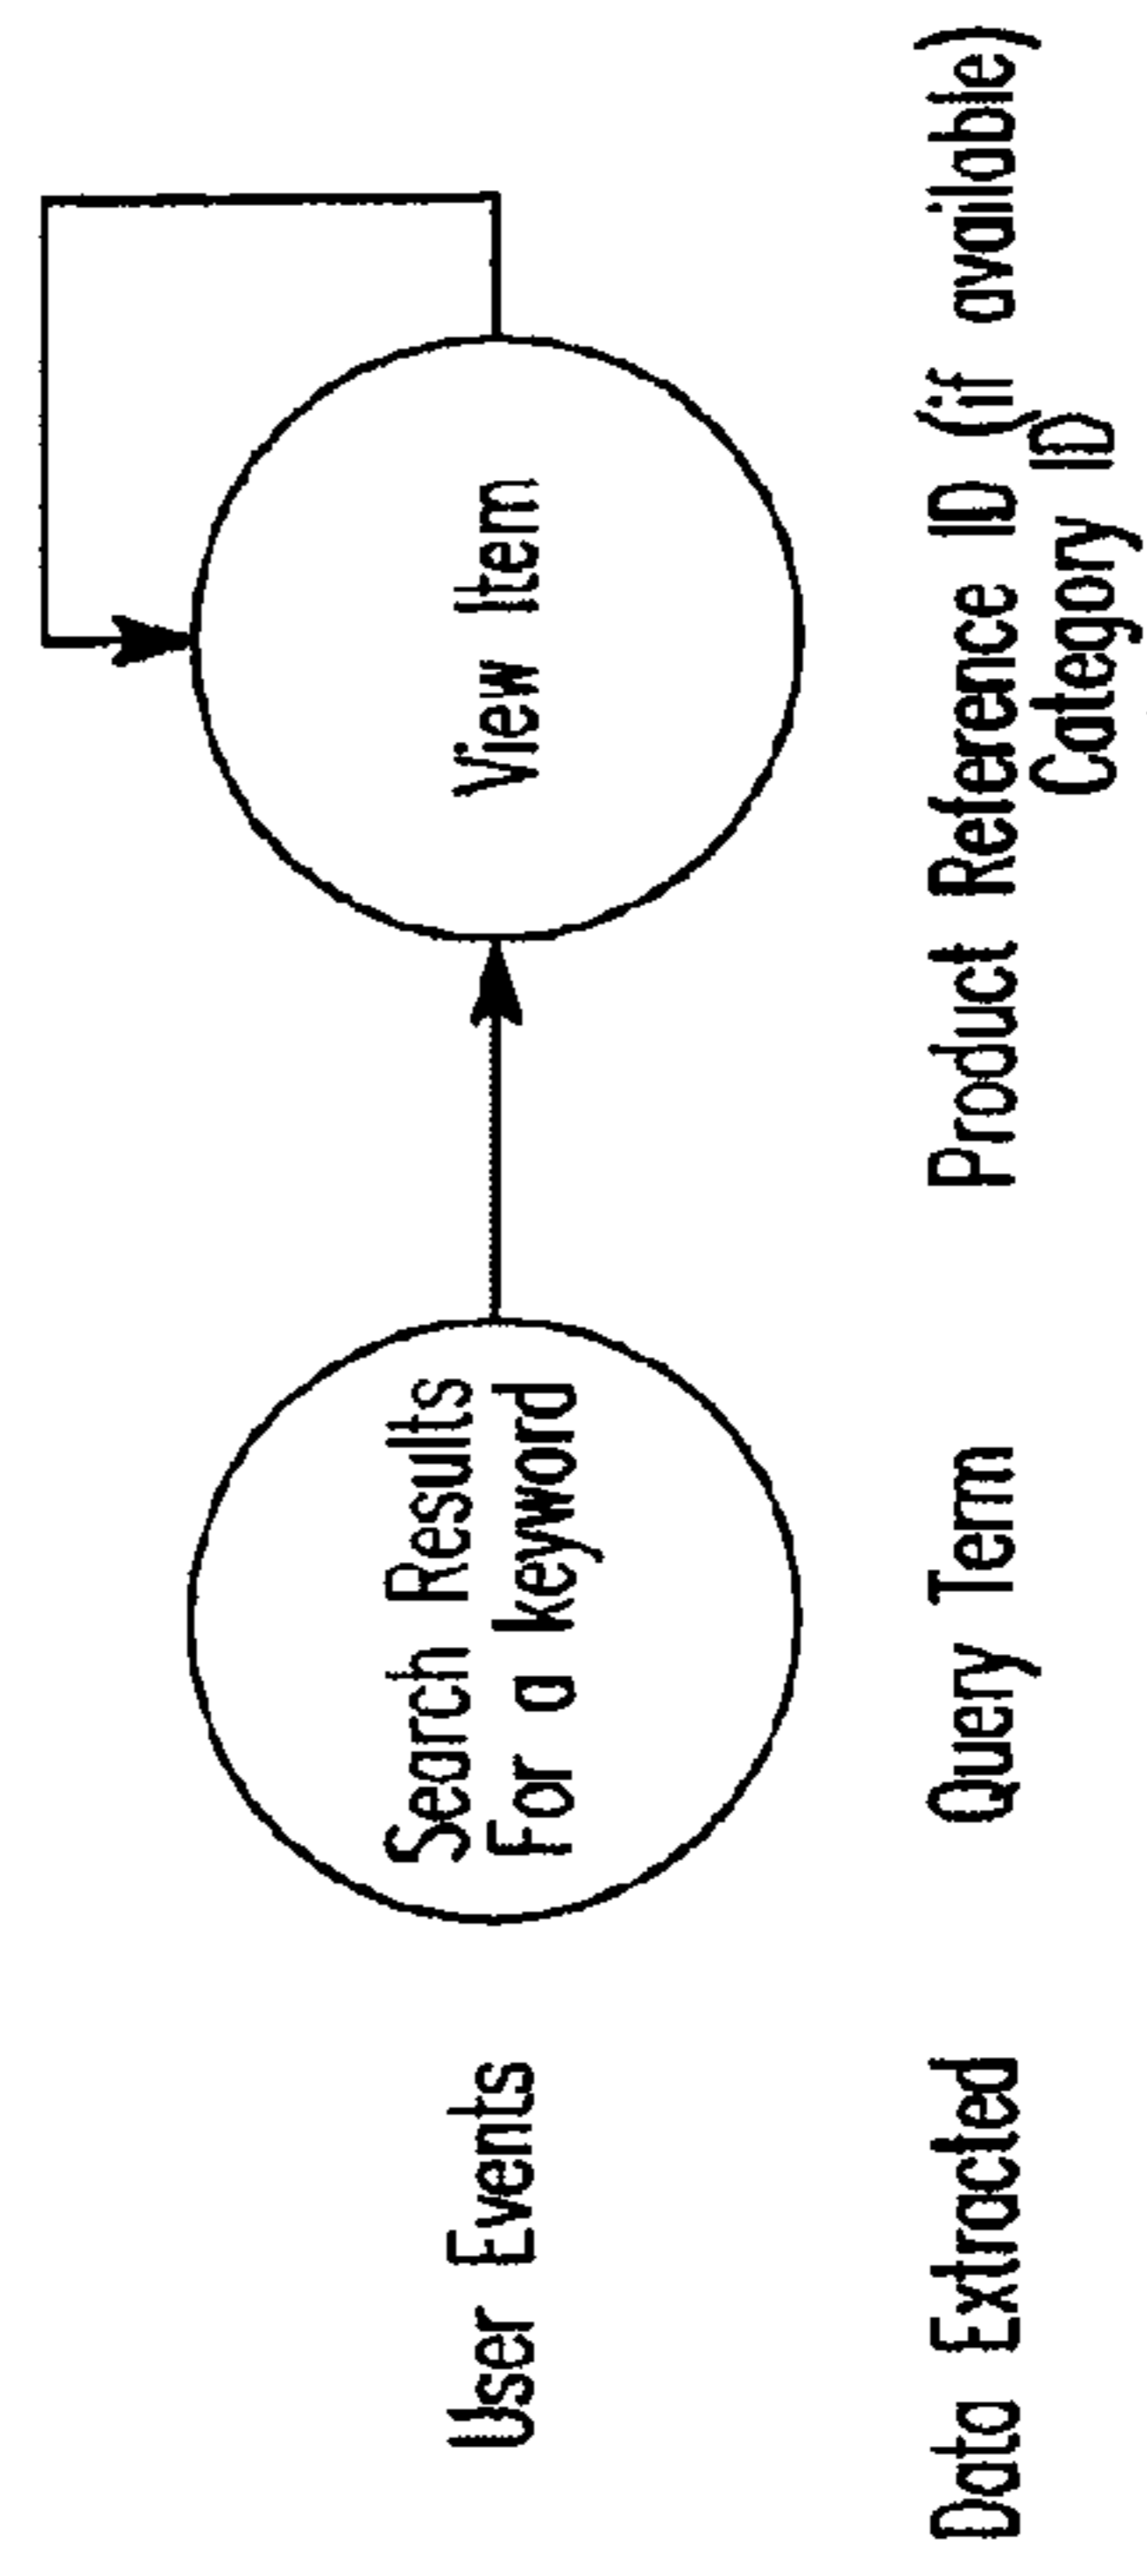 User Events
Search Results
For a keyword
View Item
Data Extracted
Query Term
Product Reference ID (if available)
Category ID